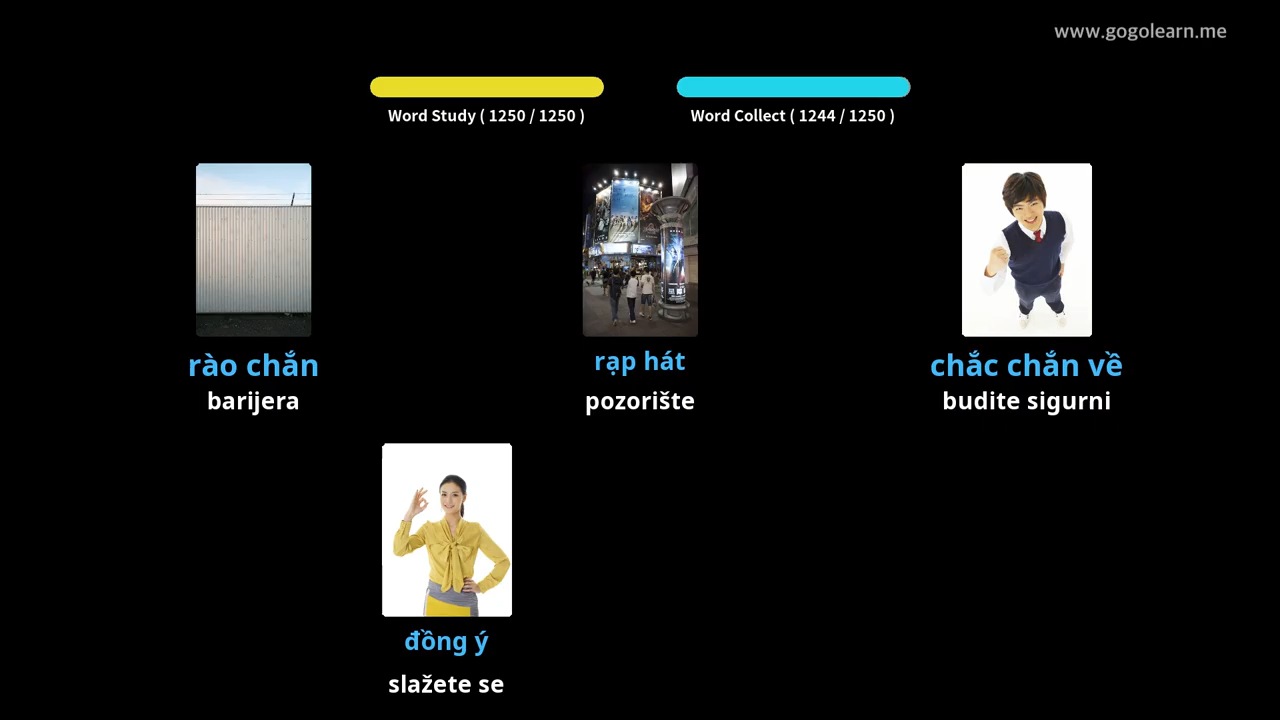 www.gogolearn.me
Word Study ( 1250 / 1250 )
Word Collect ( 1244 / 1250 )
rào chắn
barijera
rạp hát
pozorište
chắc chắn về
budite sigurni
đồng ý
slažete se